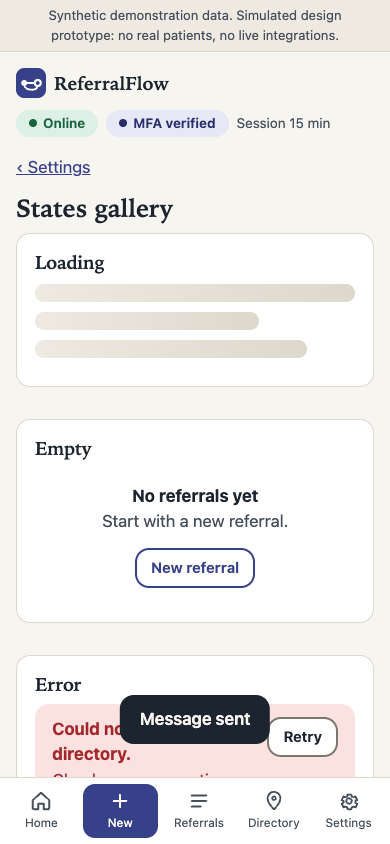 Synthetic demonstration data. Simulated design
prototype: no real patients, no live integrations.
ReferralFlow
Online
MFA verified
Session 15 min
‹ Settings
States gallery
Loading
Empty
No referrals yet
Start with a new referral.
New referral
Error
Could
directory.
Message sent
Retry
Home
New
Referrals
Directory
Settings